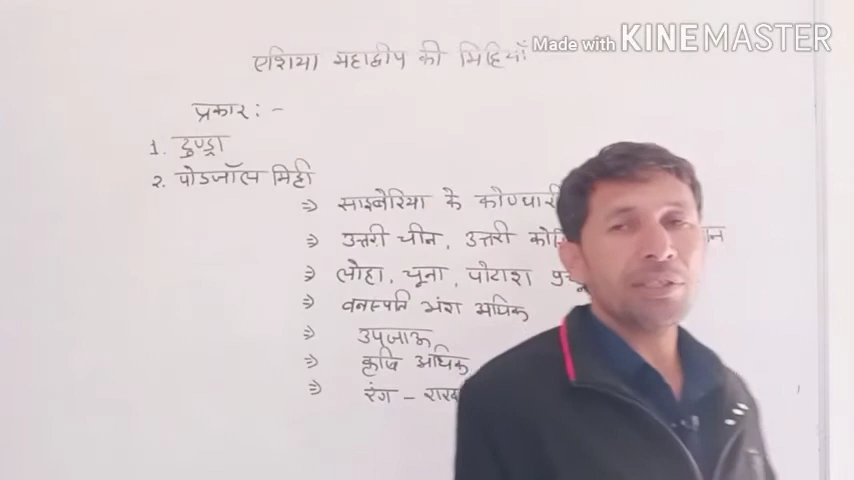 Made with KINEMASTER
एशिया महाद्वीप की मिट्टियाँ
प्रकार : -
1. टुण्ड्रा
2. पोडजॉल्स मिट्टी
⇒ साइबेरिया के कोणधारी
⇒ उत्तरी चीन, उत्तरी
⇒ लोहा, चूना, पोटाश
⇒ वनस्पति अंश अधिक
⇒ उपजाऊ
⇒ कृषि अधिक
⇒ रंग -